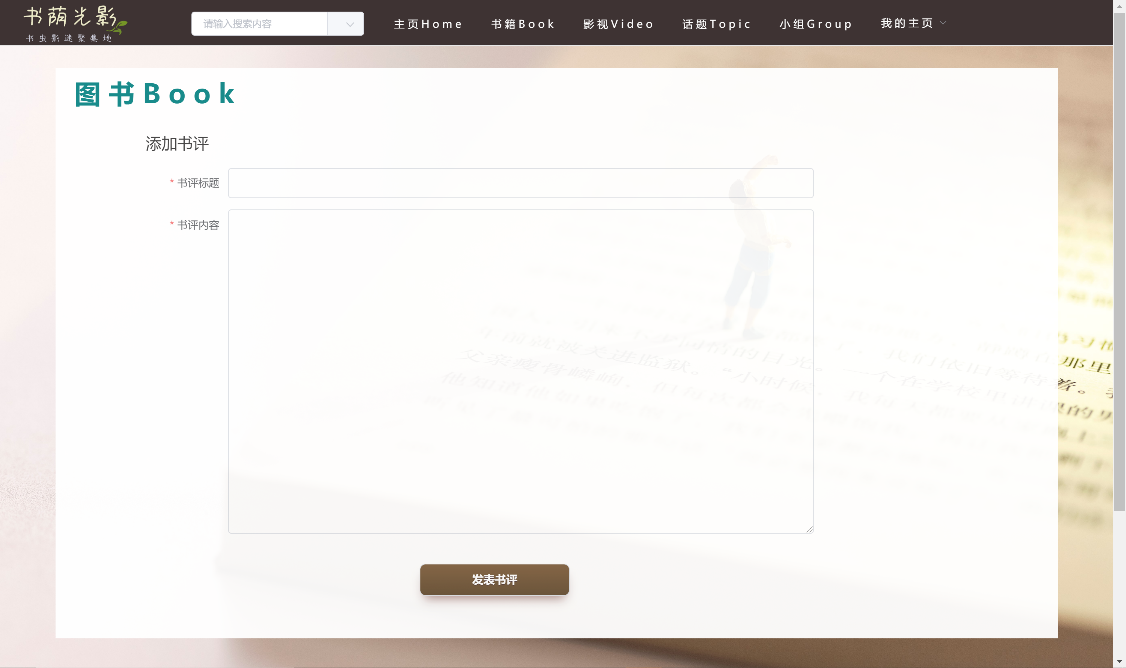 书荫光影
书虫影迷聚集地
请输入搜索内容
主页Home
书籍Book
影视Video
话题Topic
小组Group
我的主页
图书Book
添加书评
* 书评标题
* 书评内容
发表书评